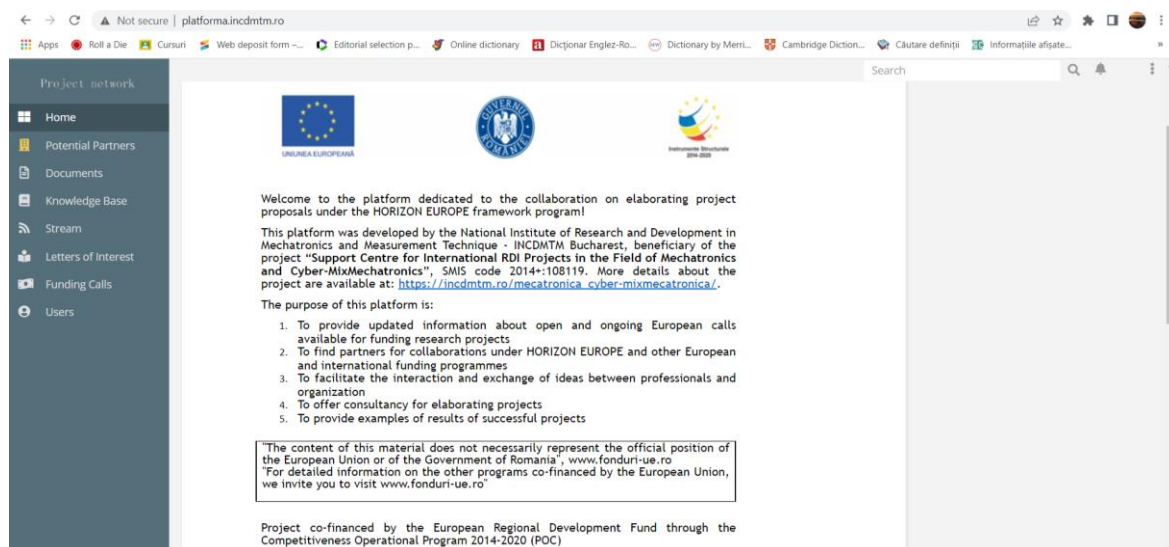 Not secure | platforma.incdmtm.ro
Apps Roll a Die Cursuri Web deposit form –... Editorial selection p... Online dictionary Dicționar Englez-Ro... Dictionary by Merri... Cambridge Diction... Căutare definiții Informațiile afișate... »
Project network
Search
Home
Potential Partners
Documents
Knowledge Base
Stream
Letters of Interest
Funding Calls
Users
UNIUNEA EUROPEANĂ
GUVERNUL ROMÂNIEI
Instrumente Structurale
2014-2020
Welcome to the platform dedicated to the collaboration on elaborating project
proposals under the HORIZON EUROPE framework program!
This platform was developed by the National Institute of Research and Development in
Mechatronics and Measurement Technique - INCDMTM Bucharest, beneficiary of the
project “Support Centre for International RDI Projects in the Field of Mechatronics
and Cyber-MixMechatronics”, SMIS code 2014+:108119. More details about the
project are available at: https://incdmtm.ro/mecatronica_cyber-mixmecatronica/.
The purpose of this platform is:
1. To provide updated information about open and ongoing European calls
available for funding research projects
2. To find partners for collaborations under HORIZON EUROPE and other European
and international funding programmes
3. To facilitate the interaction and exchange of ideas between professionals and
organization
4. To offer consultancy for elaborating projects
5. To provide examples of results of successful projects
"The content of this material does not necessarily represent the official position of
the European Union or of the Government of Romania", www.fonduri-ue.ro
"For detailed information on the other programs co-financed by the European Union,
we invite you to visit www.fonduri-ue.ro"
Project co-financed by the European Regional Development Fund through the
Competitiveness Operational Program 2014-2020 (POC)